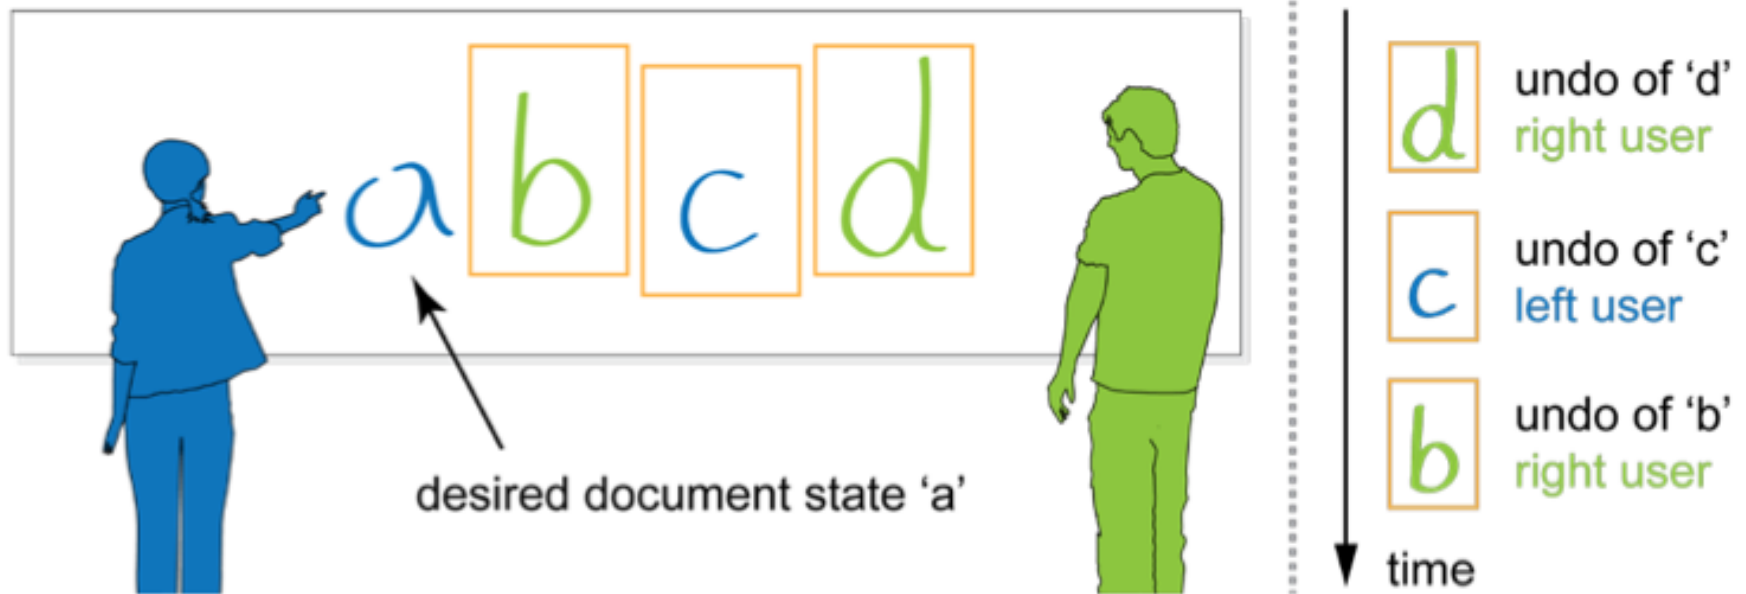 a b c d
desired document state ‘a’
d
undo of ‘d’
right user
c
undo of ‘c’
left user
b
undo of ‘b’
right user
time